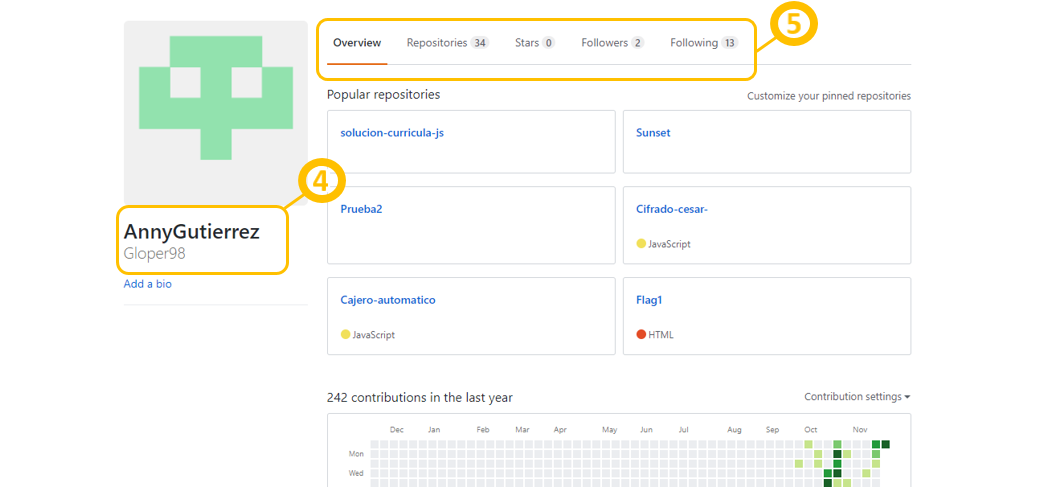 5
Overview Repositories 34 Stars 0 Followers 2 Following 13
Popular repositories
Customize your pinned repositories
solucion-curricula-js
Sunset
4
Prueba2
Cifrado-cesar-
JavaScript
AnnyGutierrez
Gloper98
Add a bio
Cajero-automatico
Flag1
JavaScript
HTML
242 contributions in the last year
Contribution settings
Dec Jan Feb Mar Apr May Jun Jul Aug Sep Oct Nov
Mon
Wed